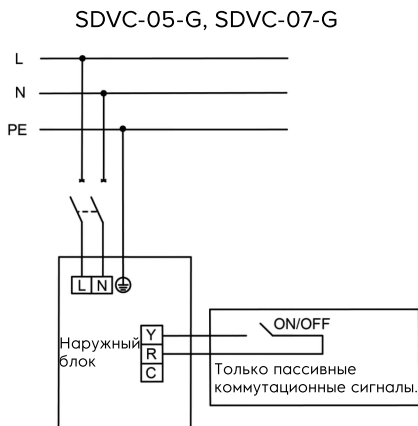 SDVC-05-G, SDVC-07-G
L
N
PE
L N
Наружный
блок
Y
R
C
ON/OFF
Только пассивные
коммутационные сигналы.